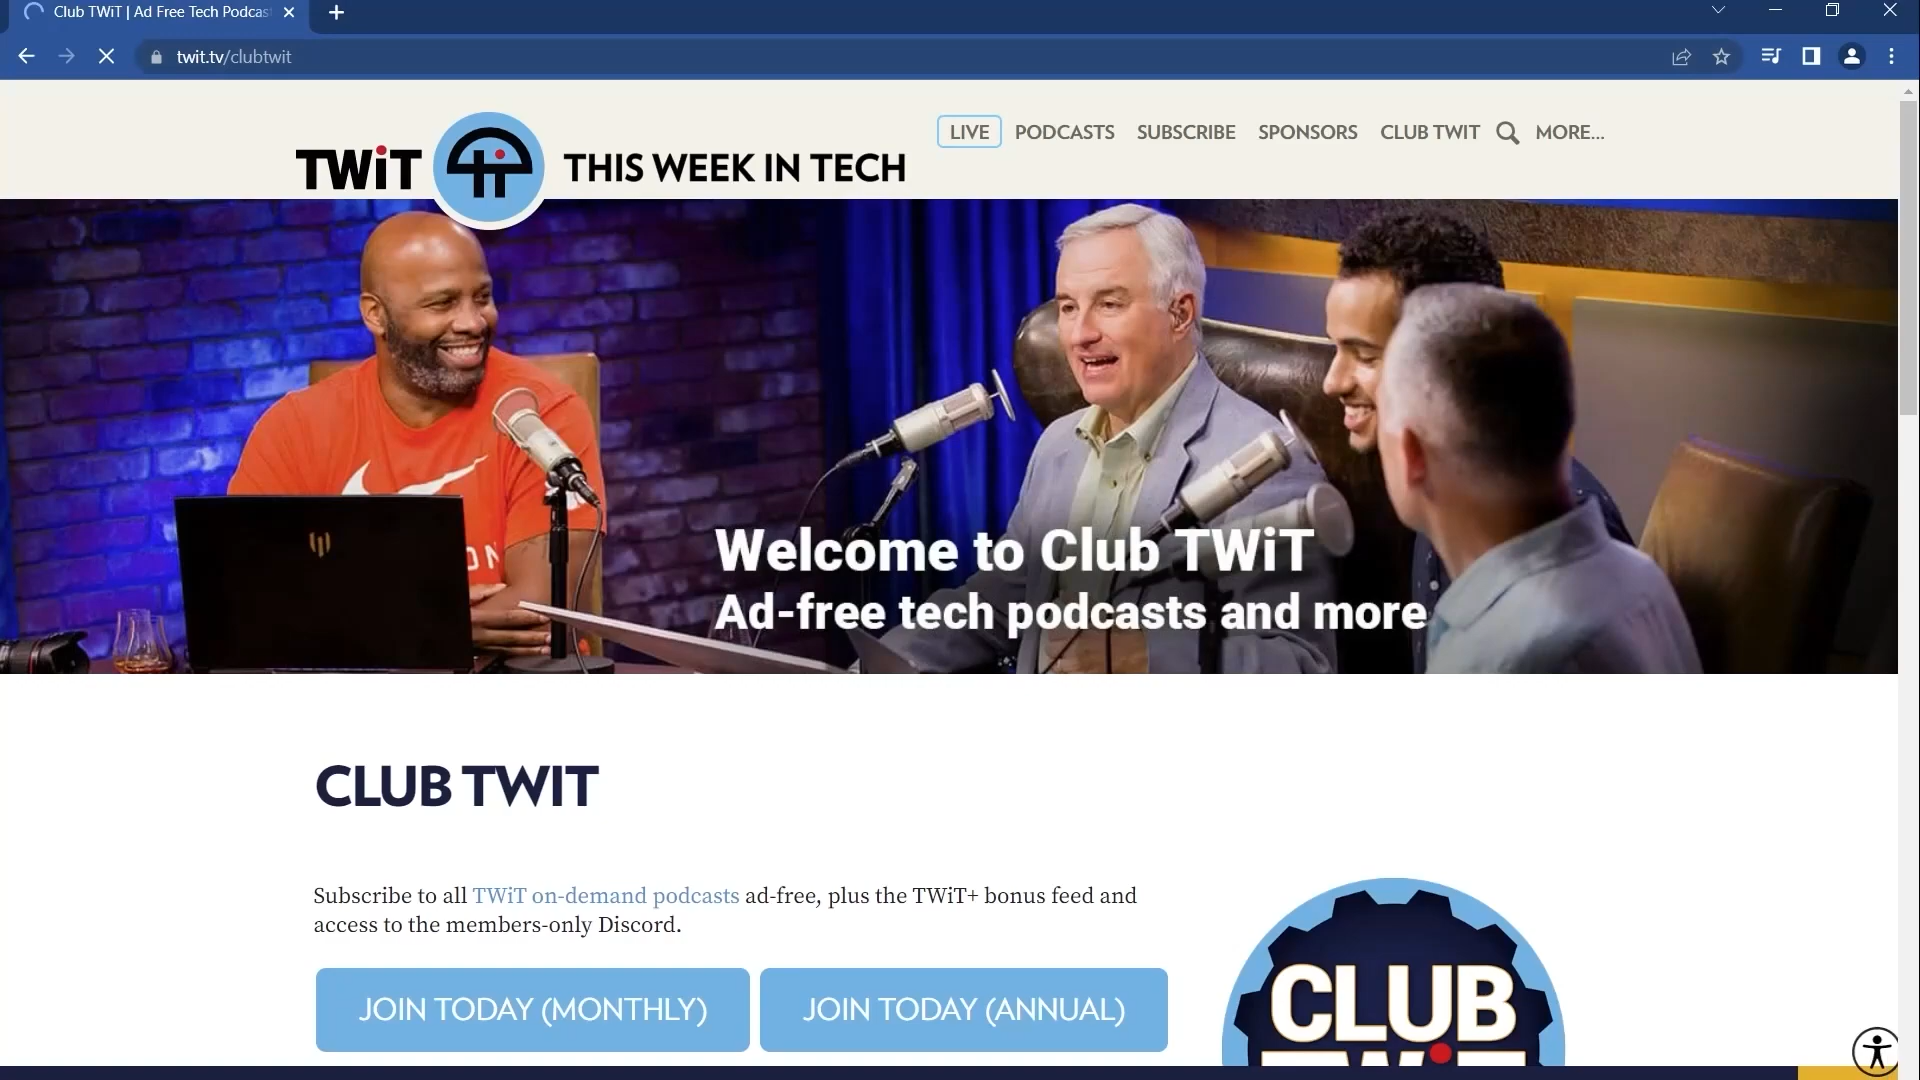 Club TWiT | Ad Free Tech Podcas
twit.tv/clubtwit
TWiT
THIS WEEK IN TECH
LIVE PODCASTS SUBSCRIBE SPONSORS CLUB TWIT MORE...
Welcome to Club TWiT
Ad-free tech podcasts and more
CLUB TWIT
Subscribe to all TWiT on-demand podcasts ad-free, plus the TWiT+ bonus feed and
access to the members-only Discord.
JOIN TODAY (MONTHLY) JOIN TODAY (ANNUAL)
CLUB
TWiT